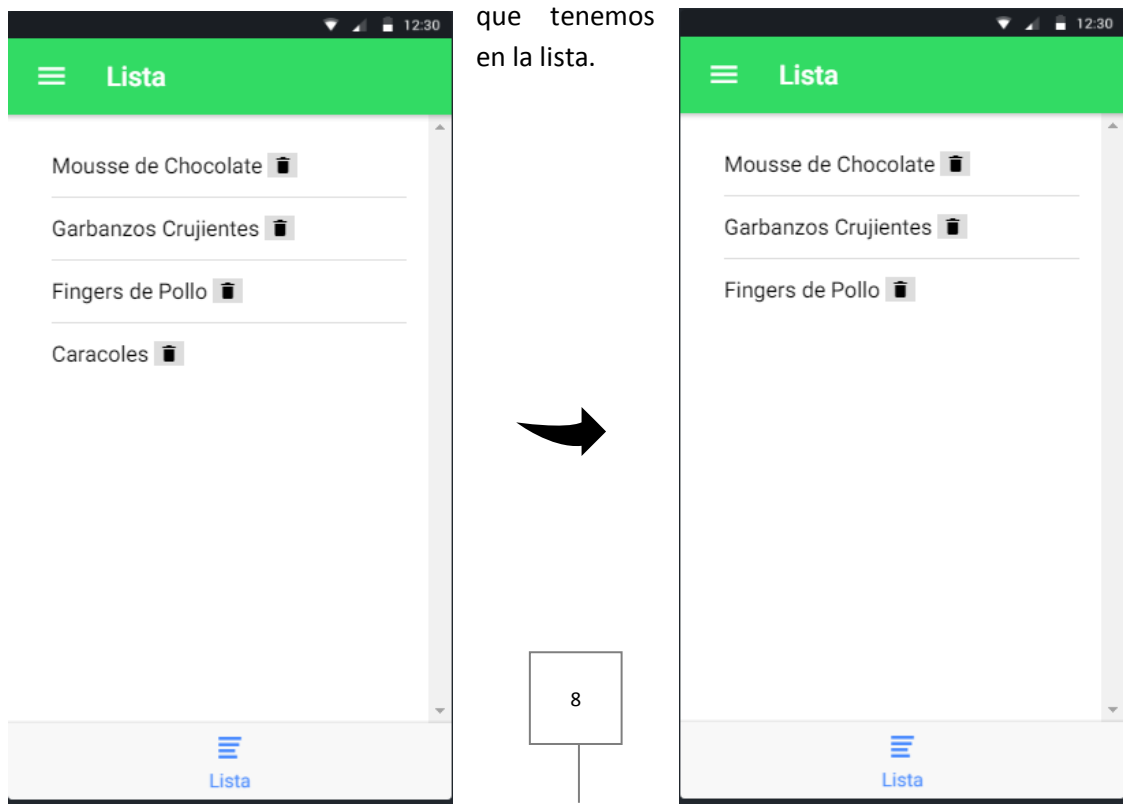 12:30
Lista
Mousse de Chocolate
Garbanzos Crujientes
Fingers de Pollo
Caracoles
Lista
que tenemos
en la lista.
8
12:30
Lista
Mousse de Chocolate
Garbanzos Crujientes
Fingers de Pollo
Lista